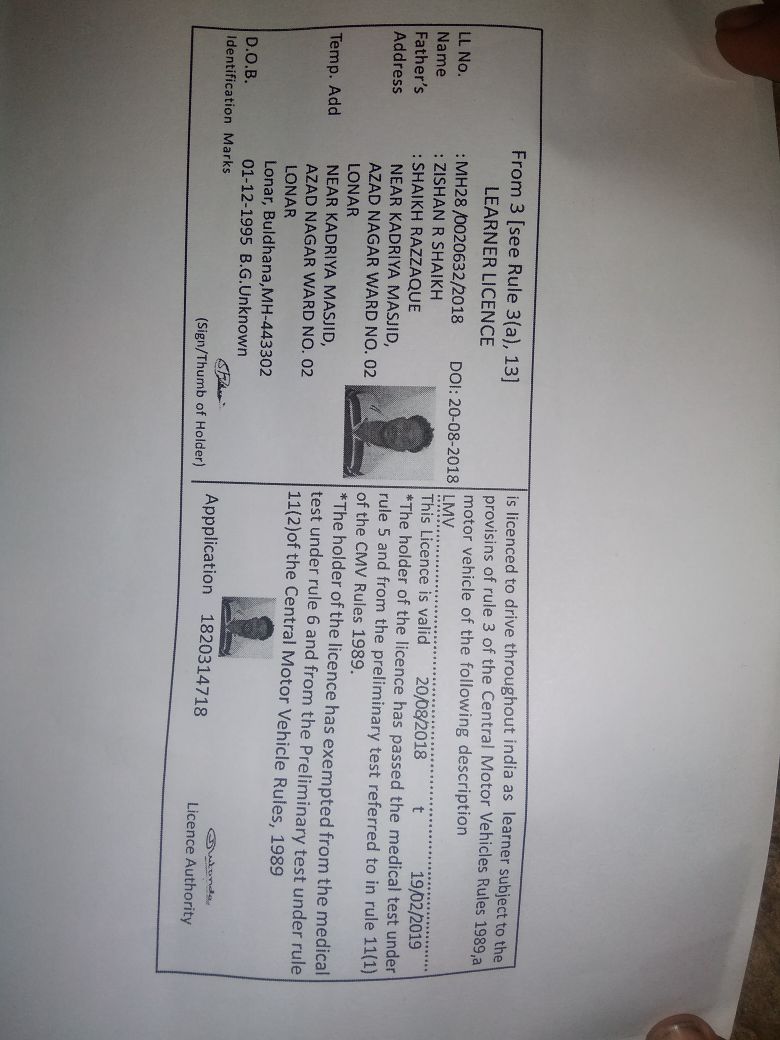 From 3 [see Rule 3(a), 13]
LEARNER LICENCE
LL No. : MH28 /0020632/2018 DOI: 20-08-2018
Name : ZISHAN R SHAIKH
Father's : SHAIKH RAZZAQUE
Address NEAR KADRIYA MASJID,
AZAD NAGAR WARD NO. 02
LONAR
Temp. Add NEAR KADRIYA MASJID,
AZAD NAGAR WARD NO. 02
LONAR
Lonar, Buldhana,MH-443302
D.O.B. 01-12-1995 B.G.Unknown
Identification Marks
(Sign/Thumb of Holder)
is licenced to drive throughout india as learner subject to the
provisins of rule 3 of the Central Motor Vehicles Rules 1989,a
motor vehicle of the following description
LMV
This Licence is valid 20/08/2018 t 19/02/2019
*The holder of the licence has passed the medical test under
rule 5 and from the preliminary test referred to in rule 11(1)
of the CMV Rules 1989.
*The holder of the licence has exempted from the medical
test under rule 6 and from the Preliminary test under rule
11(2)of the Central Motor Vehicle Rules, 1989
Appplication 1820314718
Licence Authority